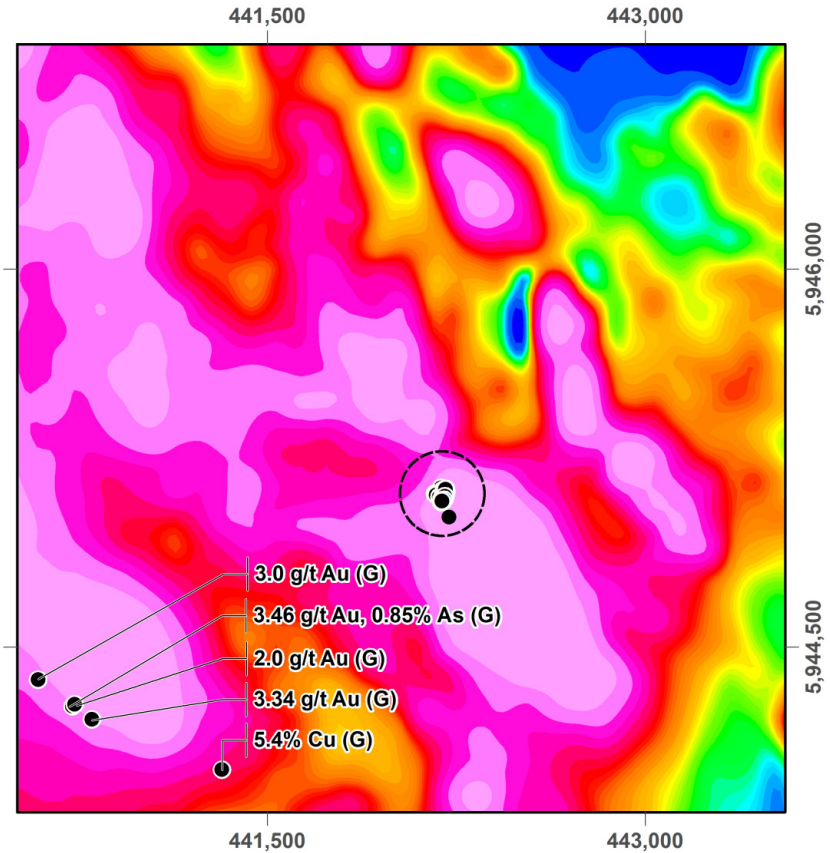 441,500 443,000
5,946,000
3.0 g/t Au (G)
3.46 g/t Au, 0.85% As (G)
5,944,500
2.0 g/t Au (G)
3.34 g/t Au (G)
5.4% Cu (G)
441,500 443,000